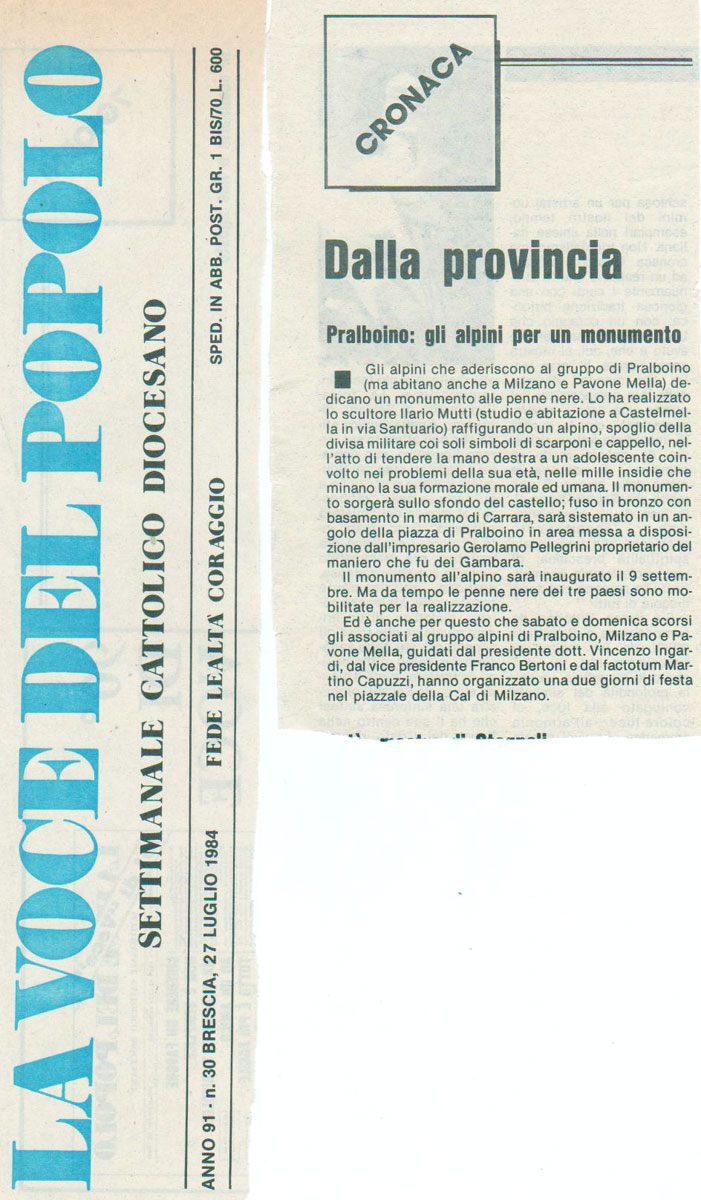 LA VOCE DEL POPOLO
SETTIMANALE CATTOLICO DIOCESANO
ANNO 91 - n. 30 BRESCIA, 27 LUGLIO 1984 FEDE LEALTÀ CORAGGIO SPED. IN ABB. POST. GR. 1 BIS/70 L. 600
CRONACA
Dalla provincia
Pralboino: gli alpini per un monumento
■ Gli alpini che aderiscono al gruppo di Pralboino
(ma abitano anche a Milzano e Pavone Mella) de-
dicano un monumento alle penne nere. Lo ha realizzato
lo scultore Ilario Mutti (studio e abitazione a Castelmel-
la in via Santuario) raffigurando un alpino, spoglio della
divisa militare coi soli simboli di scarponi e cappello, nel-
l'atto di tendere la mano destra a un adolescente coin-
volto nei problemi della sua età, nelle mille insidie che
minano la sua formazione morale ed umana. Il monumen-
to sorgerà sullo sfondo del castello; fuso in bronzo con
basamento in marmo di Carrara, sarà sistemato in un an-
golo della piazza di Pralboino in area messa a disposi-
zione dall'impresario Gerolamo Pellegrini proprietario del
maniero che fu dei Gambara.
Il monumento all'alpino sarà inaugurato il 9 settem-
bre. Ma da tempo le penne nere dei tre paesi sono mo-
bilitate per la realizzazione.
Ed è anche per questo che sabato e domenica scorsi
gli associati al gruppo alpini di Pralboino, Milzano e Pa-
vone Mella, guidati dal presidente dott. Vincenzo Ingar-
di, dal vice presidente Franco Bertoni e dal factotum Mar-
tino Capuzzi, hanno organizzato una due giorni di festa
nel piazzale della Cal di Milzano.